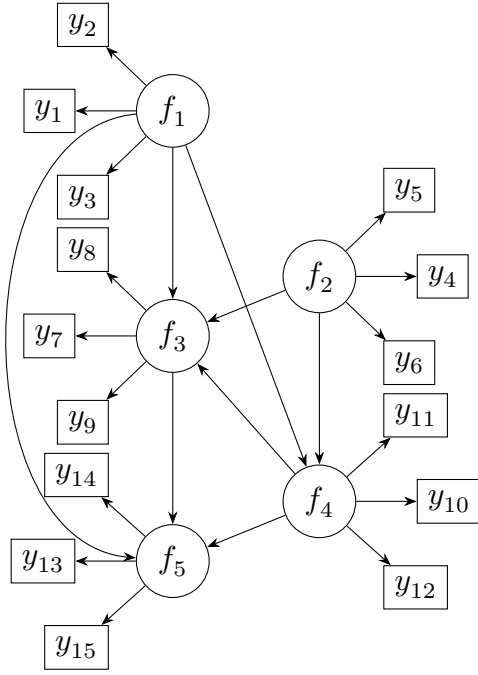 y₂
y₁
f₁
y₃
y₅
y₈
f₂
y₄
y₇
f₃
y₆
y₉
y₁₁
y₁₄
f₄
y₁₀
y₁₃
f₅
y₁₂
y₁₅